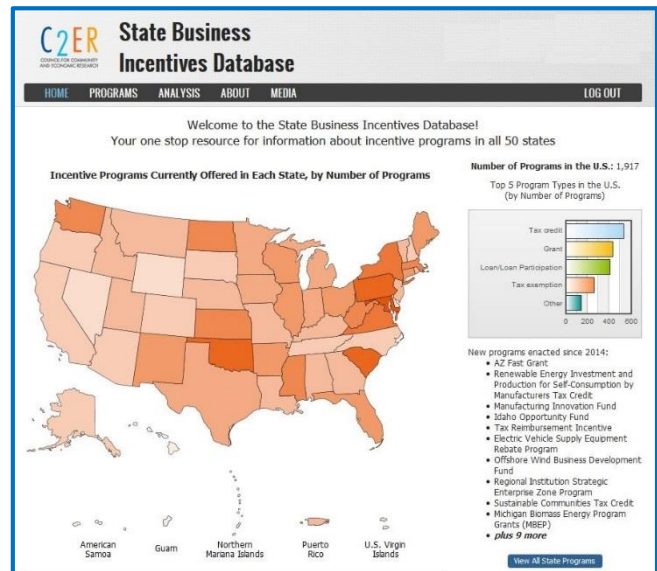 C2ER
COUNCIL FOR COMMUNITY
AND ECONOMIC RESEARCH
State Business
Incentives Database
HOME PROGRAMS ANALYSIS ABOUT MEDIA LOG OUT
Welcome to the State Business Incentives Database!
Your one stop resource for information about incentive programs in all 50 states
Incentive Programs Currently Offered in Each State, by Number of Programs
American
Samoa
Guam
Northern
Mariana Islands
Puerto
Rico
U.S. Virgin
Islands
Number of Programs in the U.S.: 1,917
Top 5 Program Types in the U.S.
(by Number of Programs)
Tax credit
Grant
Loan/Loan Participation
Tax exemption
Other
0 200 400 600
New programs enacted since 2014:
• AZ Fast Grant
• Renewable Energy Investment and
Production for Self-Consumption by
Manufacturers Tax Credit
• Manufacturing Innovation Fund
• Idaho Opportunity Fund
• Tax Reimbursement Incentive
• Electric Vehicle Supply Equipment
Rebate Program
• Offshore Wind Business Development
Fund
• Regional Institution Strategic
Enterprise Zone Program
• Sustainable Communities Tax Credit
• Michigan Biomass Energy Program
Grants (MBEP)
• plus 9 more
View All State Programs